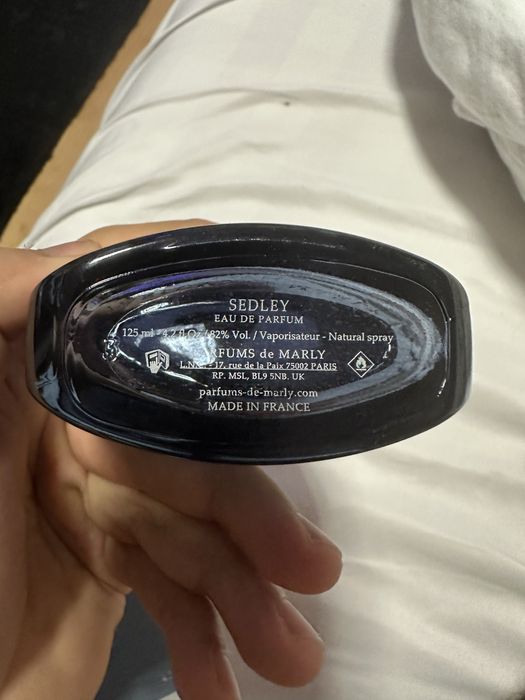 SEDLEY
EAU DE PARFUM
125 ml - 4.2 fl.Oz / 82% Vol. / Vaporisateur - Natural spray
RFUMS de MARLY
17, rue de la Paix 75002 PARIS
RP. MSL, BL9 5NB. UK
parfums-de-marly.com
MADE IN FRANCE